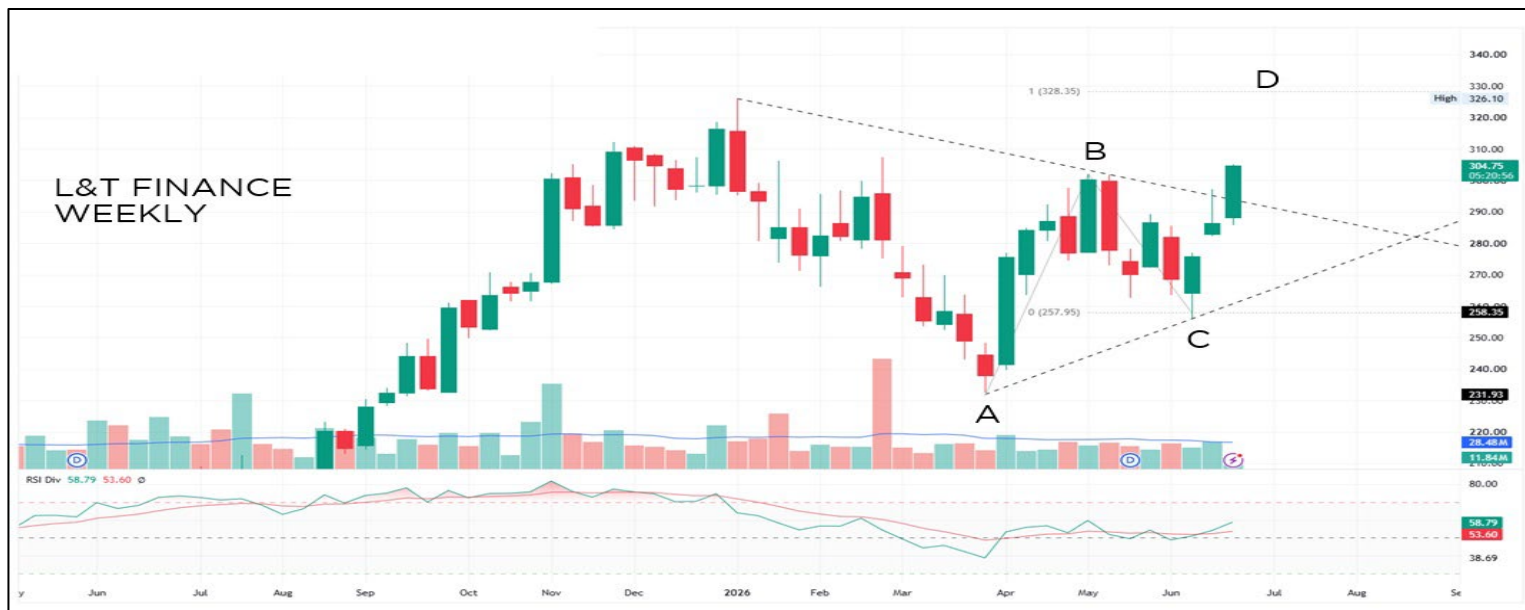 340.00
D
1 (328.35)
330.00
High 326.10
320.00
310.00
B
304.75
05:20:56
L&T FINANCE
WEEKLY
290.00
280.00
270.00
0 (257.95)
258.35
C
250.00
240.00
231.93
A
220.00
28.48M
D
D
11.84M
RSI Div 58.79 53.60 Ø
80.00
58.79
53.60
38.69
Jun Jul Aug Sep Oct Nov Dec 2026 Feb Mar Apr May Jun Jul Aug